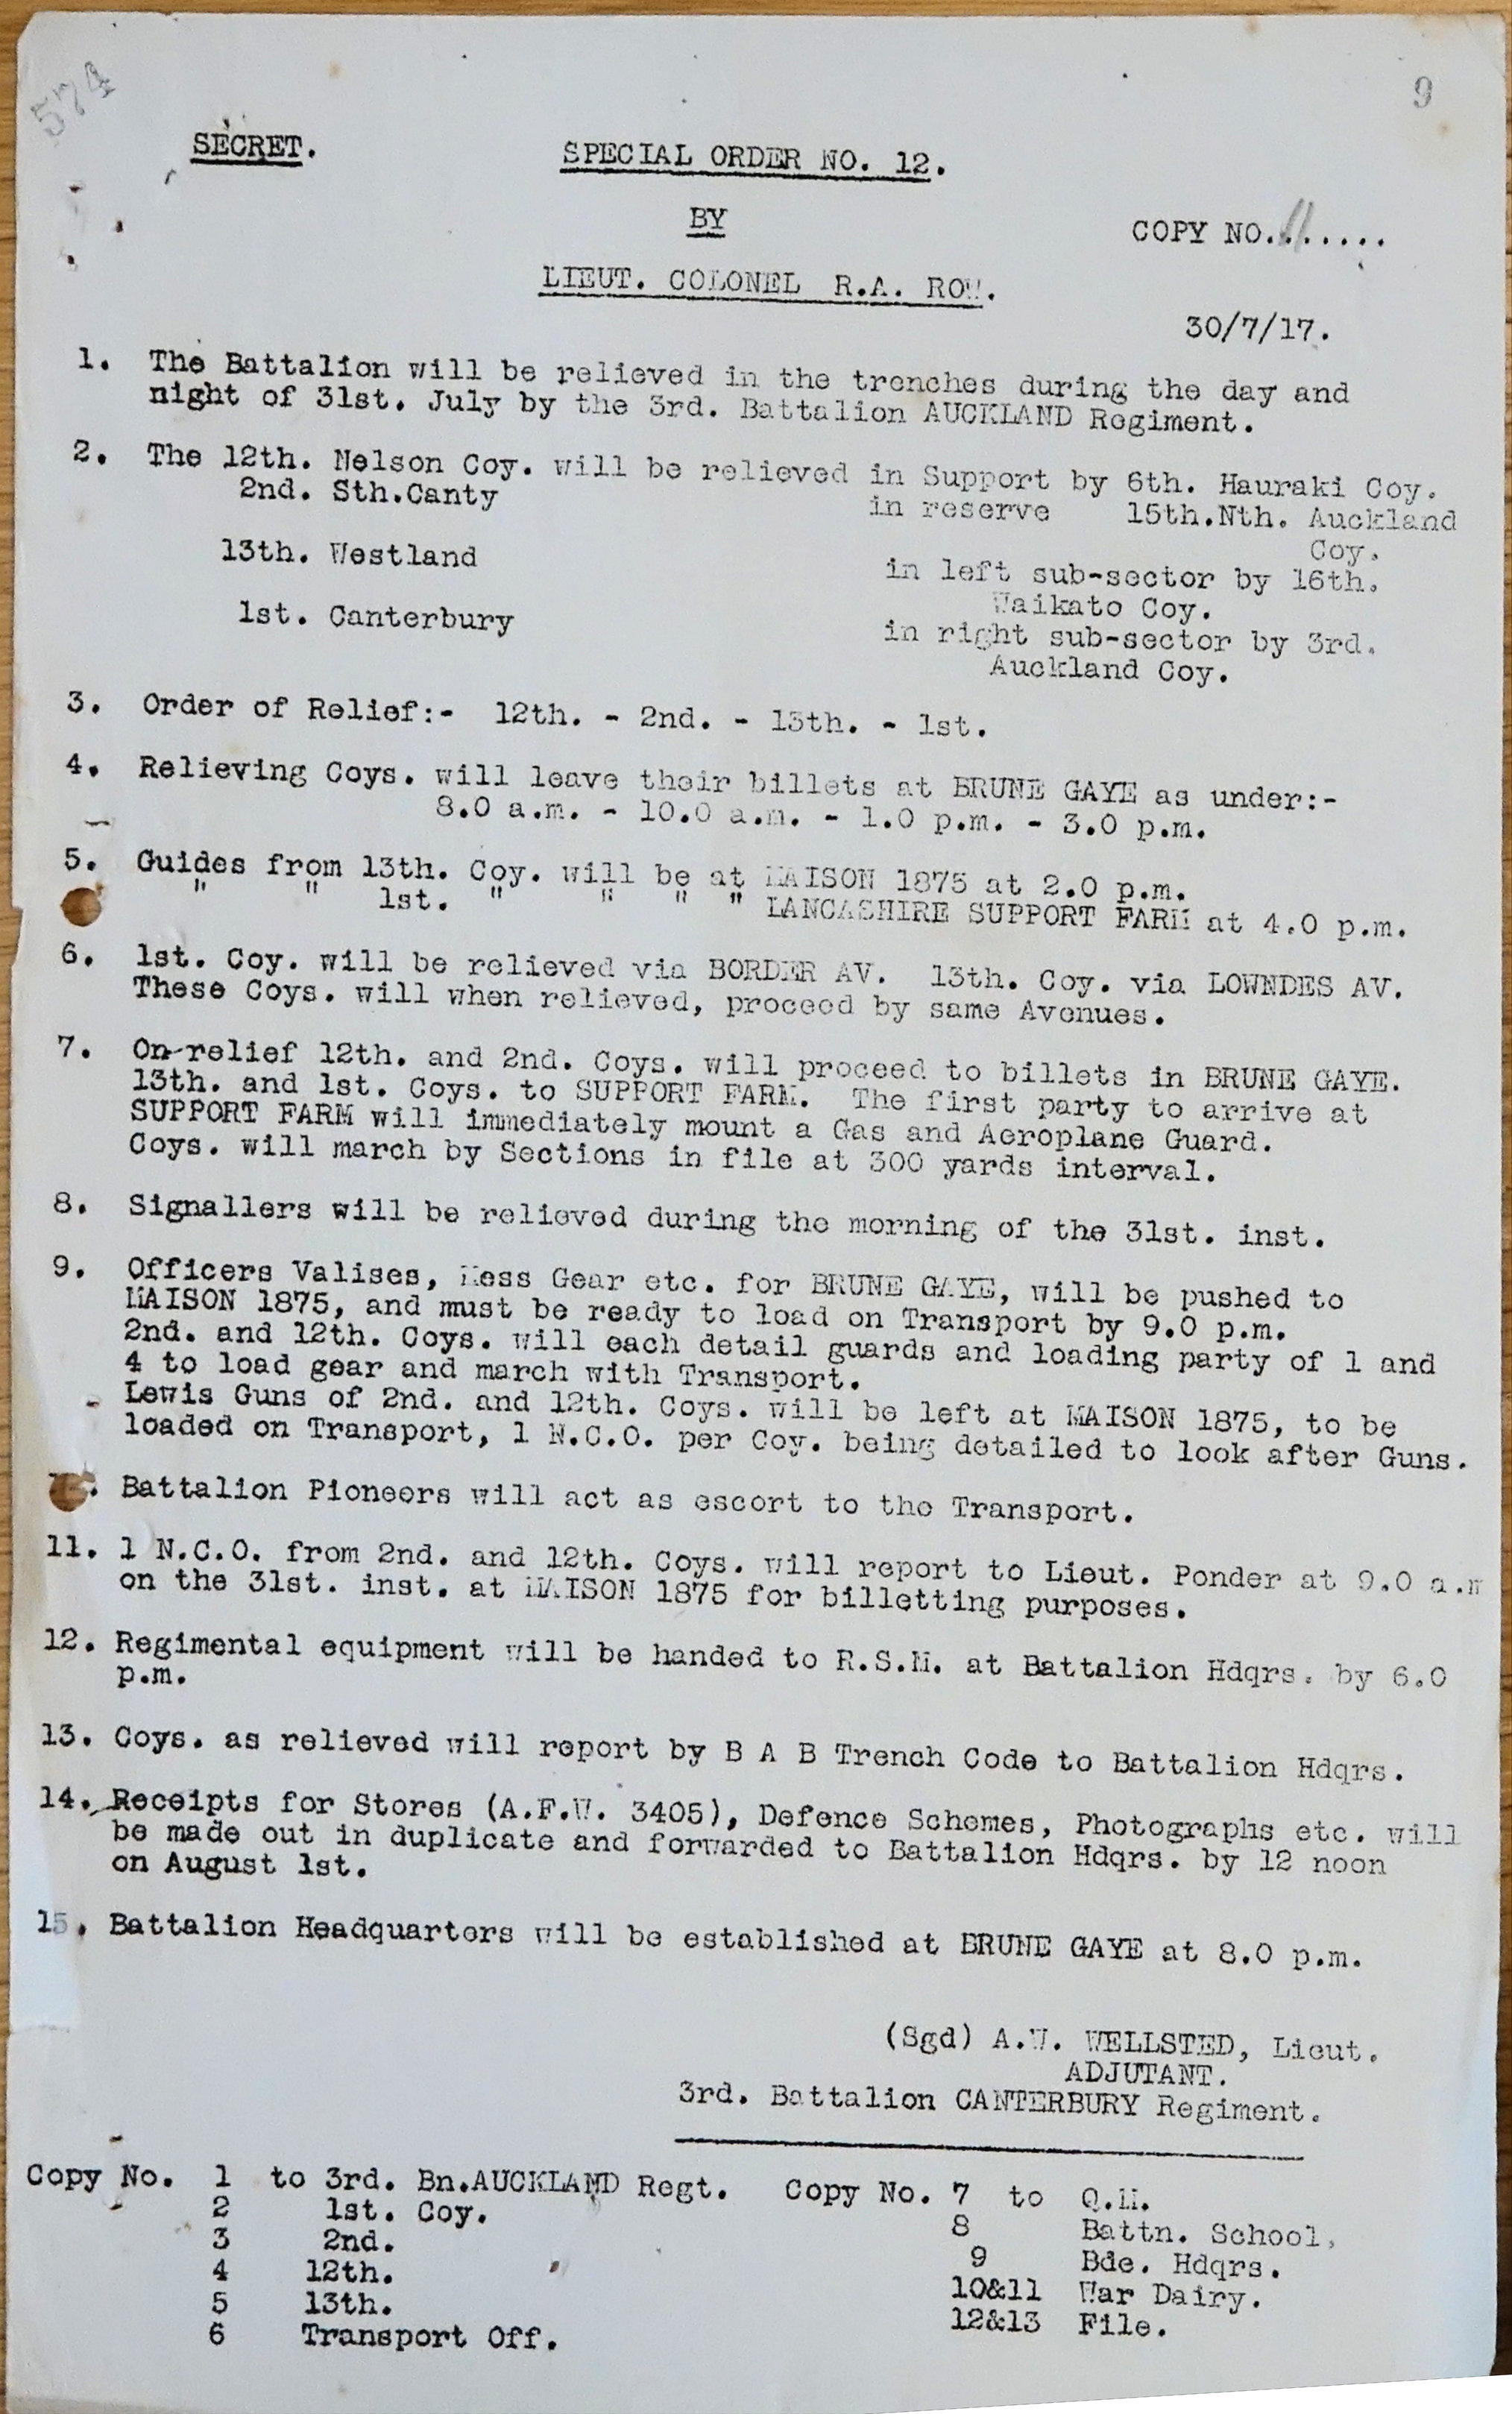 574
9
SECRET.
SPECIAL ORDER NO. 12.
BY
COPY NO.11.....
LIEUT. COLONEL R.A. ROW.
30/7/17.
1. The Battalion will be relieved in the trenches during the day and
night of 31st. July by the 3rd. Battalion AUCKLAND Regiment.
2. The 12th. Nelson Coy. will be relieved in Support by 6th. Hauraki Coy.
2nd. Sth.Canty in reserve 15th.Nth. Auckland
Coy.
13th. Westland in left sub-sector by 16th.
Waikato Coy.
1st. Canterbury in right sub-sector by 3rd.
Auckland Coy.
3. Order of Relief:- 12th. - 2nd. - 13th. - 1st.
4. Relieving Coys. will leave their billets at BRUNE GAYE as under:-
8.0 a.m. - 10.0 a.m. - 1.0 p.m. - 3.0 p.m.
5. Guides from 13th. Coy. will be at MAISON 1875 at 2.0 p.m.
" " 1st. " " " " LANCASHIRE SUPPORT FARM at 4.0 p.m.
6. 1st. Coy. will be relieved via BORDER AV. 13th. Coy. via LOWNDES AV.
These Coys. will when relieved, proceed by same Avenues.
7. On relief 12th. and 2nd. Coys. will proceed to billets in BRUNE GAYE.
13th. and 1st. Coys. to SUPPORT FARM. The first party to arrive at
SUPPORT FARM will immediately mount a Gas and Aeroplane Guard.
Coys. will march by Sections in file at 300 yards interval.
8. Signallers will be relieved during the morning of the 31st. inst.
9. Officers Valises, Mess Gear etc. for BRUNE GAYE, will be pushed to
MAISON 1875, and must be ready to load on Transport by 9.0 p.m.
2nd. and 12th. Coys. will each detail guards and loading party of 1 and
4 to load gear and march with Transport.
Lewis Guns of 2nd. and 12th. Coys. will be left at MAISON 1875, to be
loaded on Transport, 1 N.C.O. per Coy. being detailed to look after Guns.
Battalion Pioneers will act as escort to the Transport.
11. 1 N.C.O. from 2nd. and 12th. Coys. will report to Lieut. Ponder at 9.0 a.m
on the 31st. inst. at MAISON 1875 for billetting purposes.
12. Regimental equipment will be handed to R.S.M. at Battalion Hdqrs. by 6.0
p.m.
13. Coys. as relieved will report by B A B Trench Code to Battalion Hdqrs.
14. Receipts for Stores (A.F.W. 3405), Defence Schemes, Photographs etc. will
be made out in duplicate and forwarded to Battalion Hdqrs. by 12 noon
on August 1st.
15. Battalion Headquarters will be established at BRUNE GAYE at 8.0 p.m.
(Sgd) A.W. WELLSTED, Lieut.
ADJUTANT.
3rd. Battalion CANTERBURY Regiment.
Copy No. 1 to 3rd. Bn.AUCKLAND Regt. Copy No. 7 to Q.M.
2 1st. Coy. 8 Battn. School,
3 2nd. 9 Bde. Hdqrs.
4 12th. 10&11 War Dairy.
5 13th. 12&13 File.
6 Transport Off.